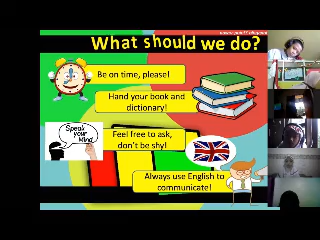 What should we do?
Be on time, please!
Hand your book and
dictionary!
Speak
your
Mind
Feel free to ask,
don't be shy!
Always use English to
communicate!